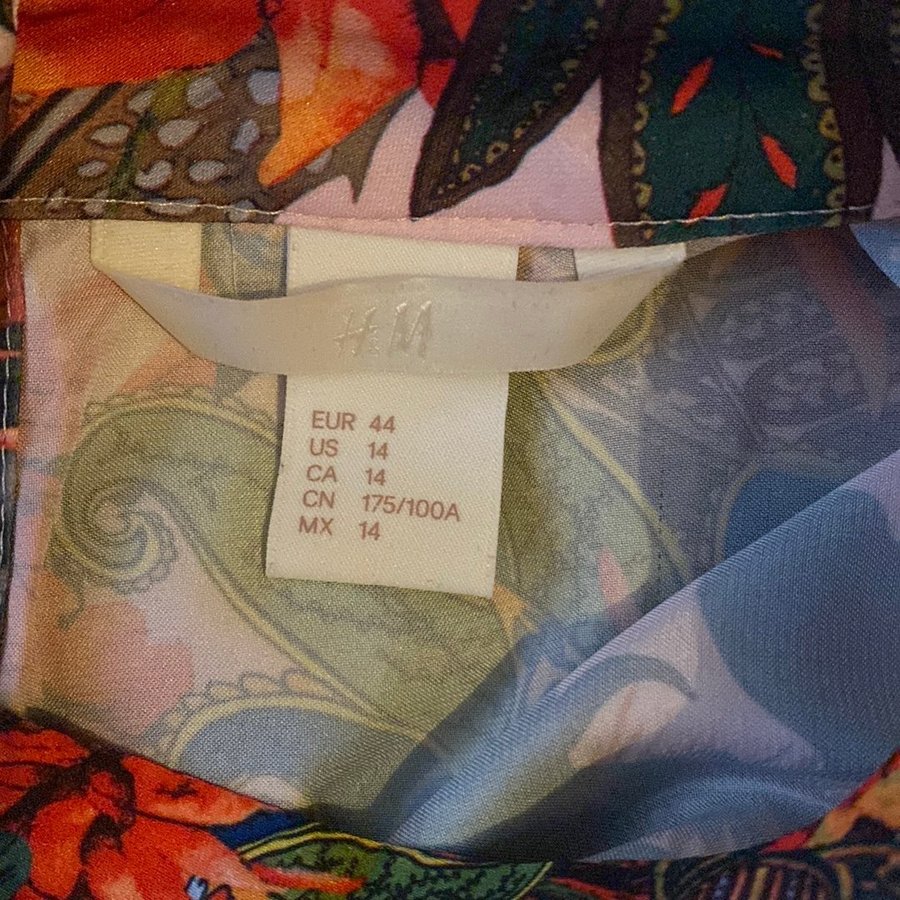 H&M
EUR 44
US 14
CA 14
CN 175/100A
MX 14